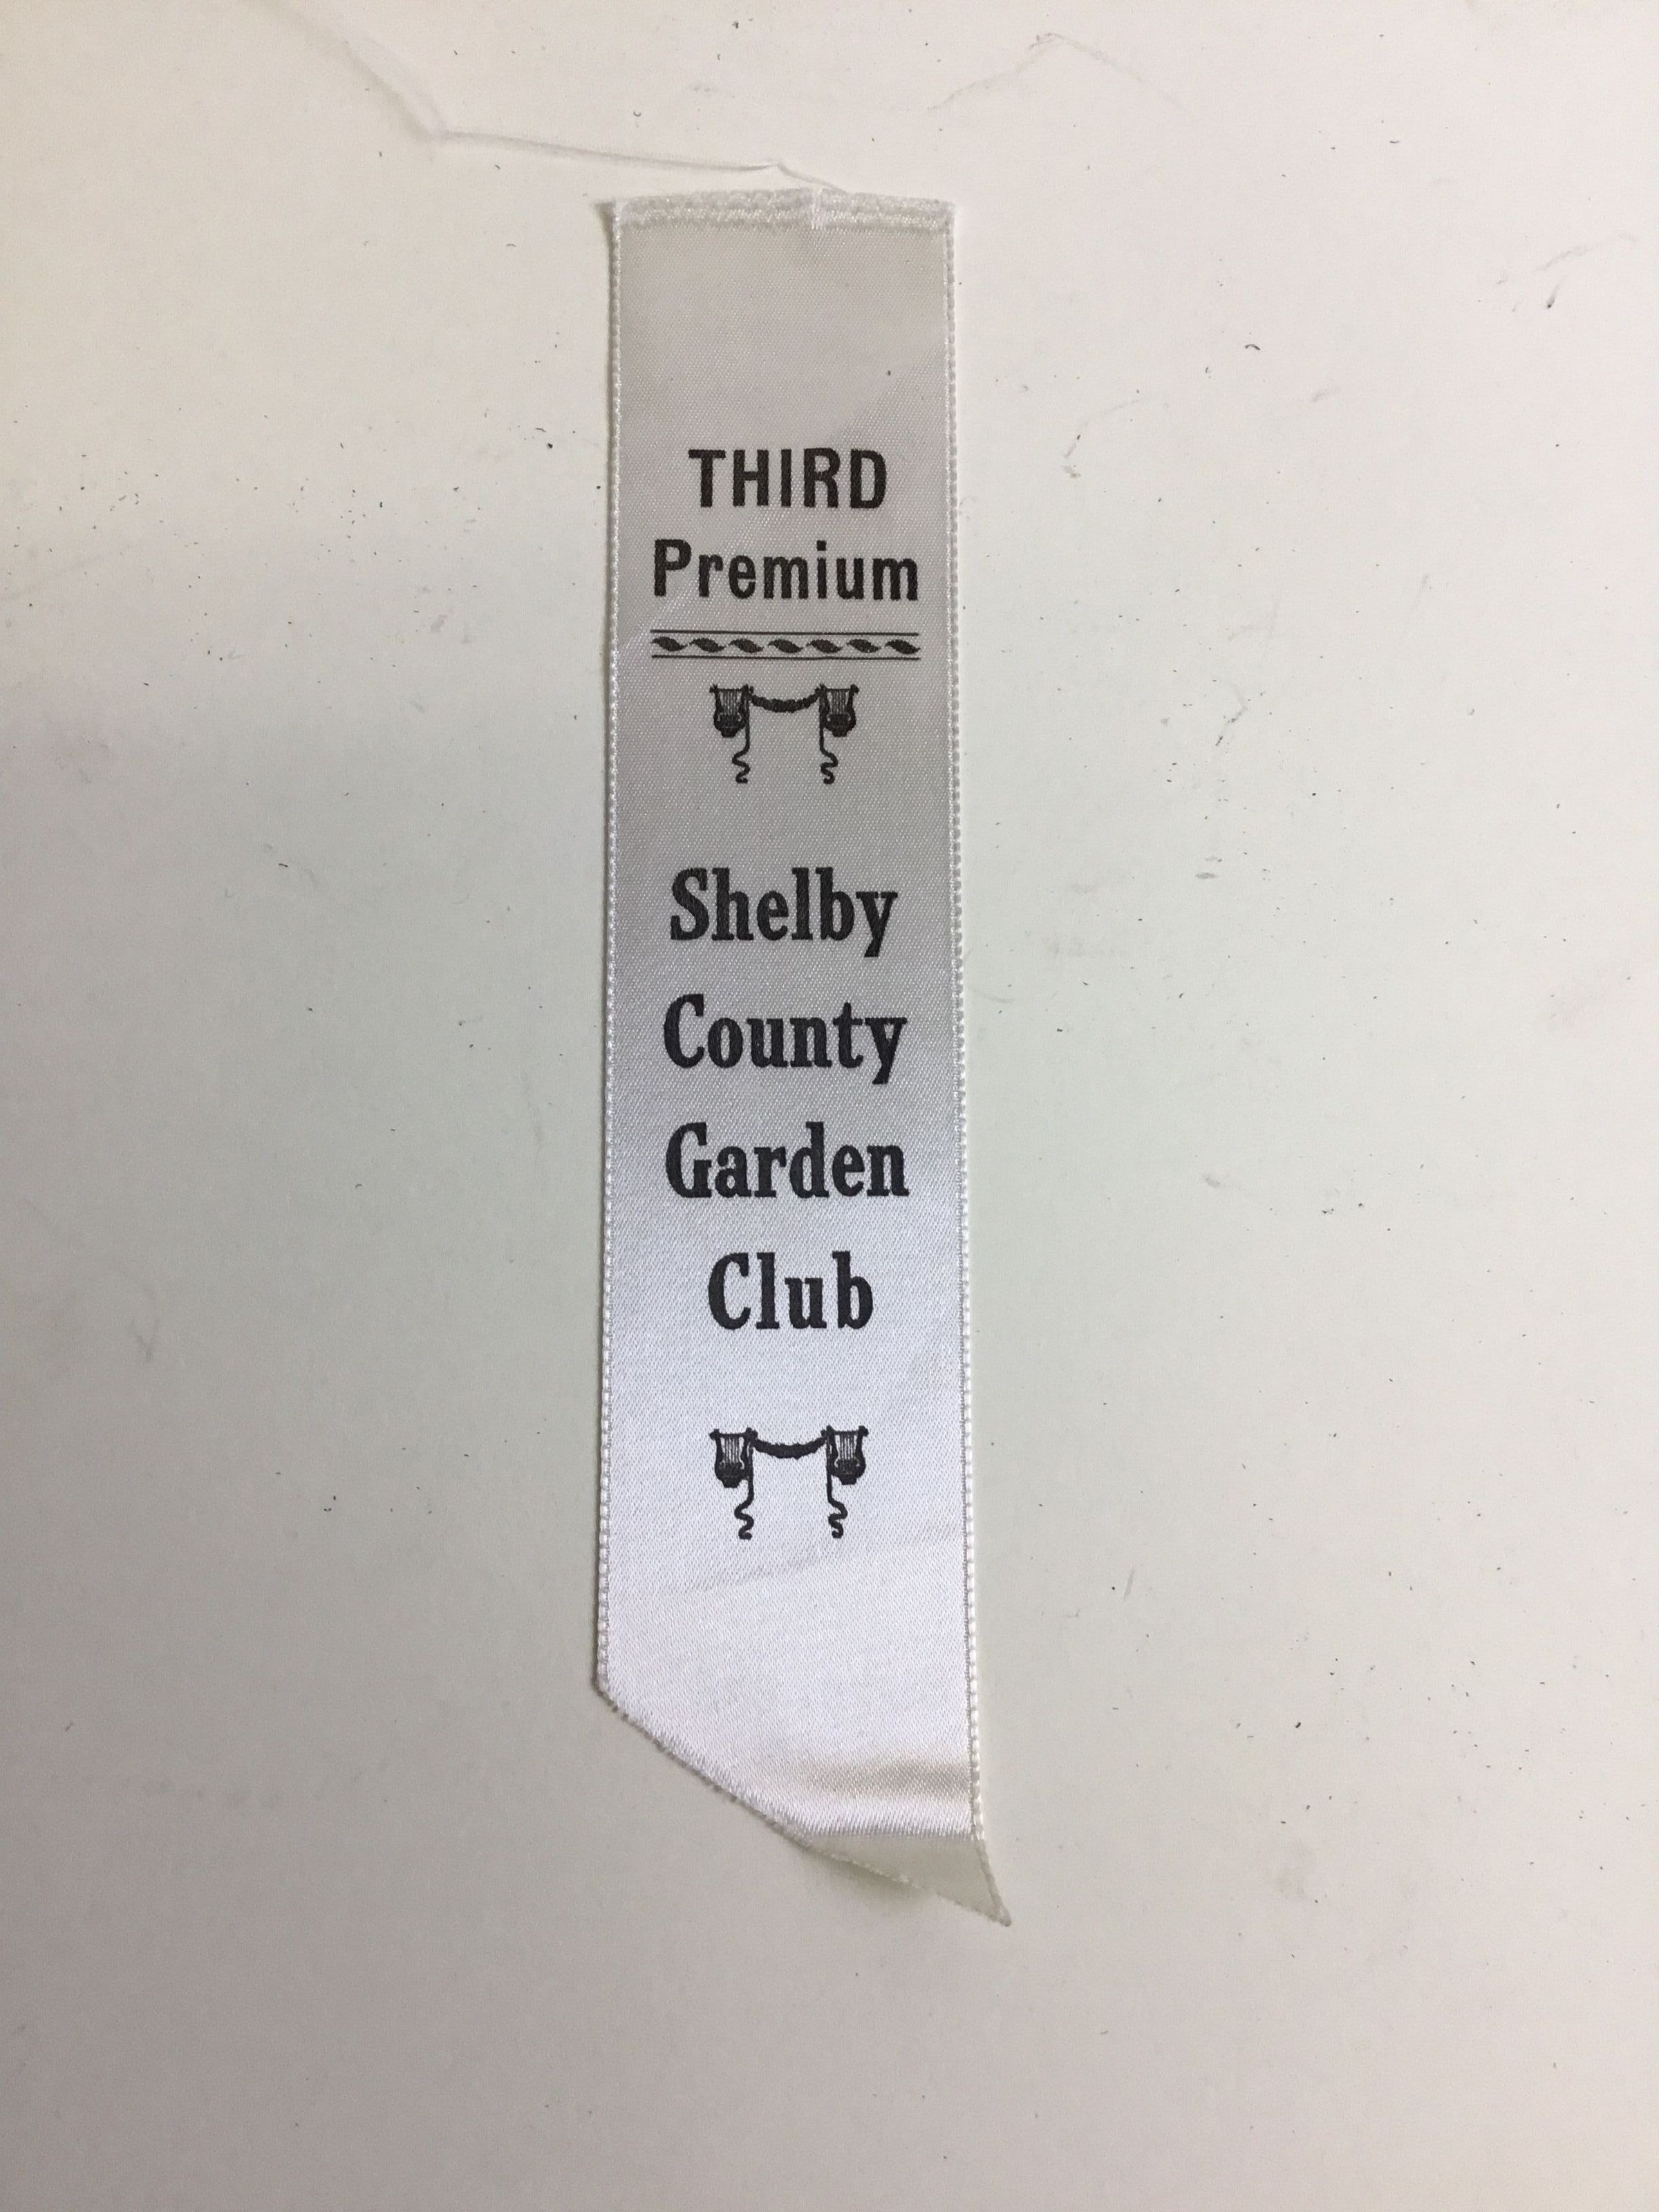 THIRD
Premium
Shelby
County
Garden
Club